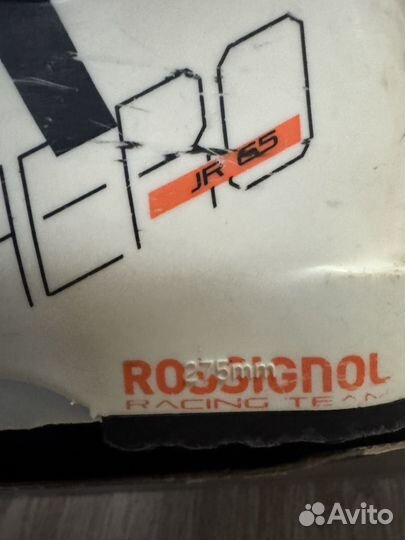 HERO
JR 65
275mm
ROSSIGNOL
RACING TEAM
Avito